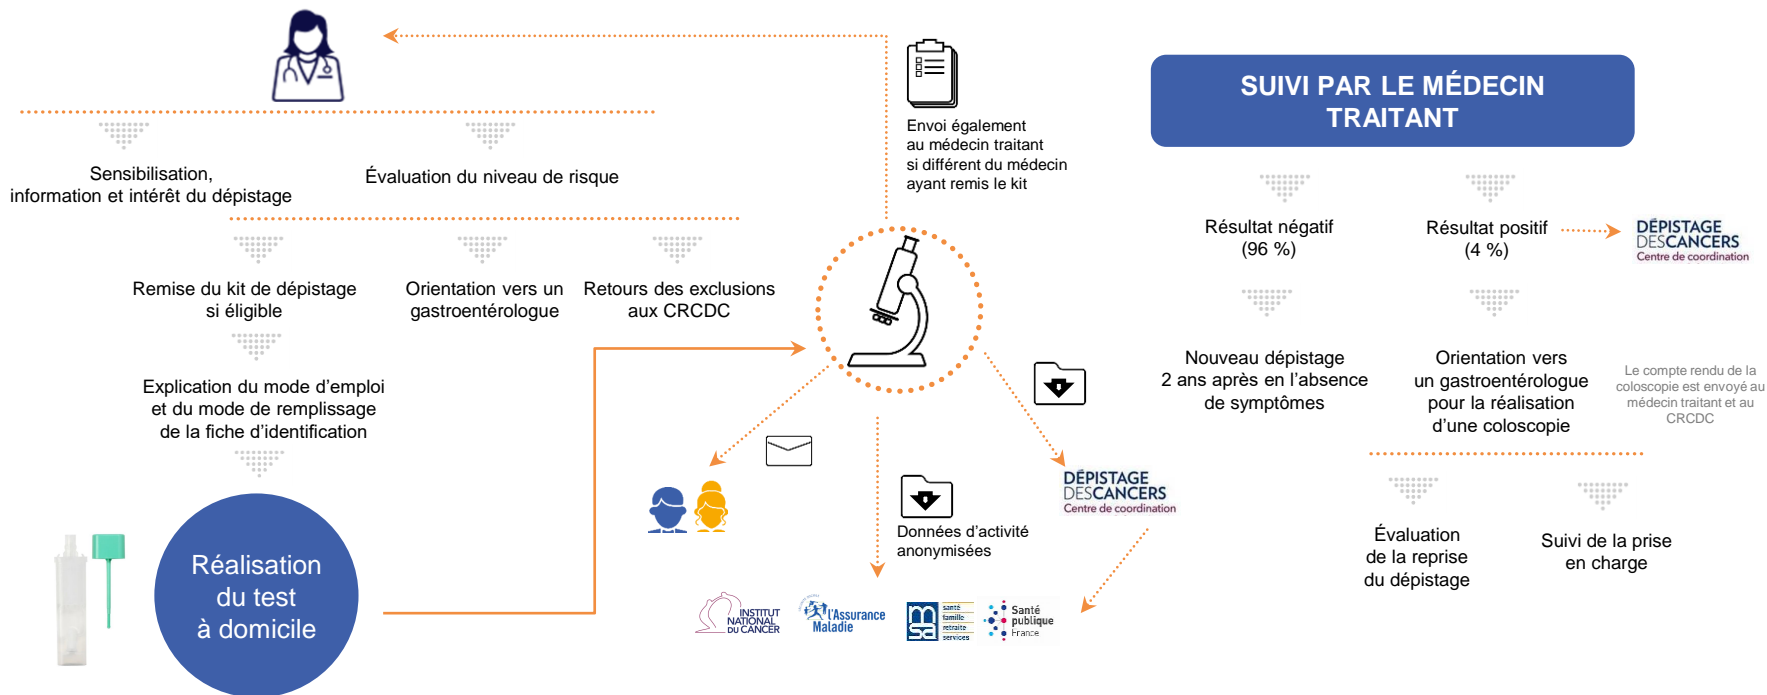 Sensibilisation,
information et intérêt du dépistage
Évaluation du niveau de risque
Remise du kit de dépistage
si éligible
Orientation vers un
gastroentérologue
Retours des exclusions
aux CRCDC
Explication du mode d'emploi
et du mode de remplissage
de la fiche d'identification
Réalisation
du test
à domicile
Envoi également
au médecin traitant
si différent du médecin
ayant remis le kit
Données d'activité
anonymisées
DÉPISTAGE
DESCANCERS
Centre de coordination
INSTITUT
NATIONAL
DU CANCER
l'Assurance
Maladie
msa
santé
famille
retraite
services
Santé
publique
France
SUIVI PAR LE MÉDECIN
TRAITANT
Résultat négatif
(96 %)
Résultat positif
(4 %)
DÉPISTAGE
DESCANCERS
Centre de coordination
Nouveau dépistage
2 ans après en l'absence
de symptômes
Orientation vers
un gastroentérologue
pour la réalisation
d'une coloscopie
Le compte rendu de la
coloscopie est envoyé au
médecin traitant et au
CRCDC
Évaluation
de la reprise
du dépistage
Suivi de la prise
en charge